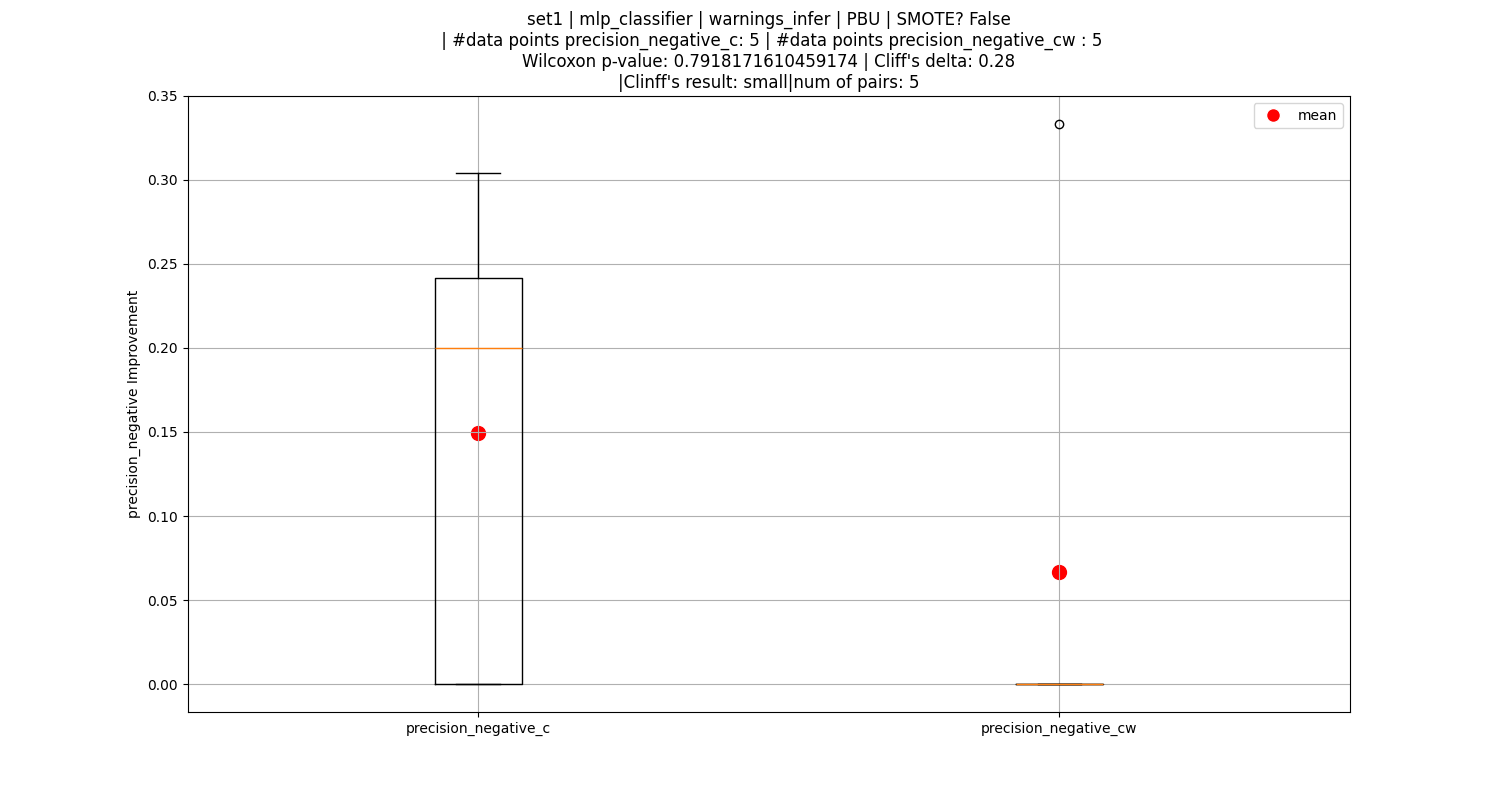 set1 | mlp_classifier | warnings_infer | PBU | SMOTE? False
| #data points precision_negative_c: 5 | #data points precision_negative_cw : 5
Wilcoxon p-value: 0.7918171610459174 | Cliff's delta: 0.28
|Clinff's result: small|num of pairs: 5
mean
0.35
0.30
0.25
0.20
0.15
0.10
0.05
0.00
precision_negative Improvement
precision_negative_c
precision_negative_cw